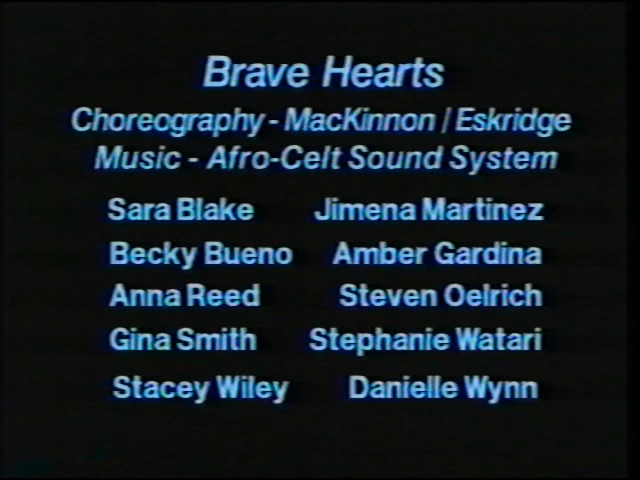 Brave Hearts
Choreography - MacKinnon / Eskridge
Music - Afro-Celt Sound System
Sara Blake Jimena Martinez
Becky Bueno Amber Gardina
Anna Reed Steven Oelrich
Gina Smith Stephanie Watari
Stacey Wiley Danielle Wynn